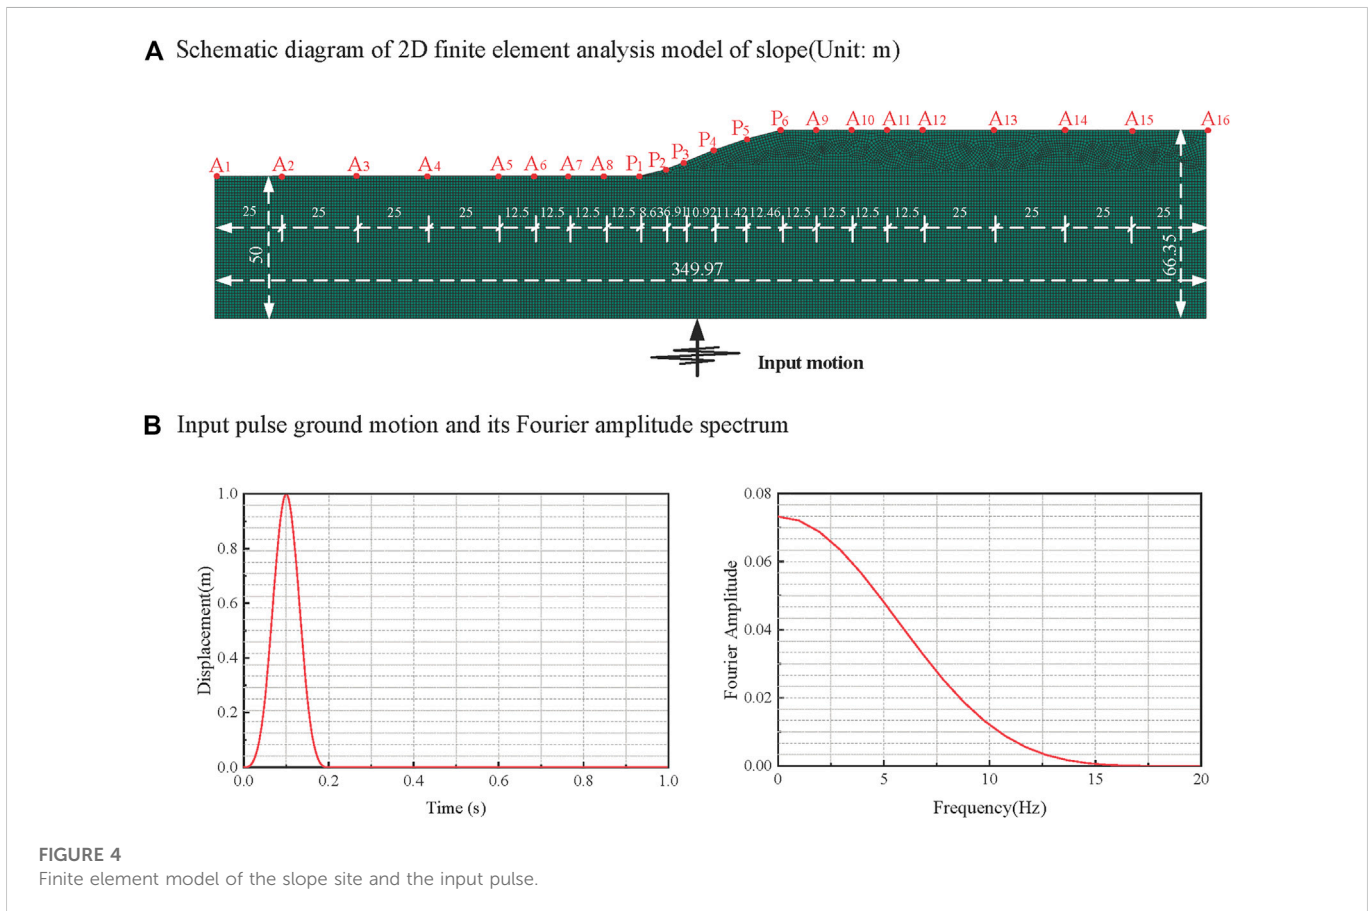 A Schematic diagram of 2D finite element analysis model of slope(Unit: m)
A1 A2 A3 A4 A5 A6 A7 A8 P1 P2 P3 P4 P5 P6 A9 A10 A11 A12 A13 A14 A15 A16
25 25 25 25 12.5 12.5 12.5 12.5 8.63 6.91 10.92 11.42 12.46 12.5 12.5 12.5 12.5 25 25 25 25
50
66.35
349.97
Input motion
B Input pulse ground motion and its Fourier amplitude spectrum
Displacement(m)
1.0
0.8
0.6
0.4
0.2
0.0
0.0 0.2 0.4 0.6 0.8 1.0
Time (s)
Fourier Amplitude
0.08
0.06
0.04
0.02
0.00
0 5 10 15 20
Frequency(Hz)
FIGURE 4
Finite element model of the slope site and the input pulse.